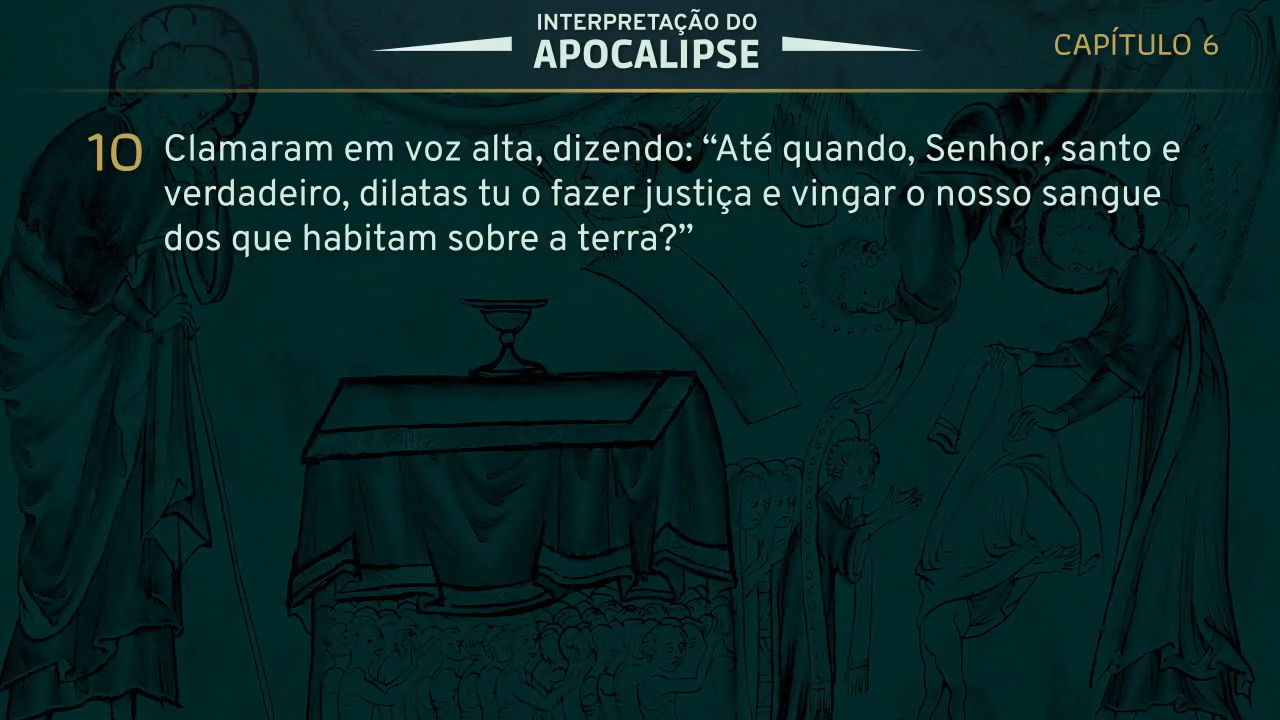 INTERPRETAÇÃO DO
APOCALIPSE
CAPÍTULO 6
10 Clamaram em voz alta, dizendo: “Até quando, Senhor, santo e
verdadeiro, dilatas tu o fazer justiça e vingar o nosso sangue
dos que habitam sobre a terra?”